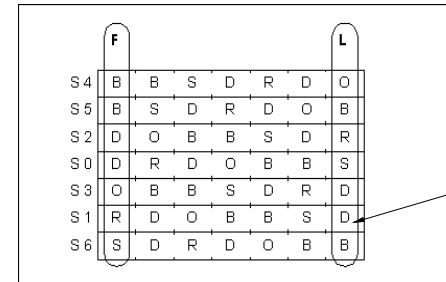 F L
S4 B B S D R D O
S5 B S D R D O B
S2 D O B B S D R
S0 D R D O B B S
S3 O B B S D R D
S1 R D O B B S D
S6 S D R D O B B